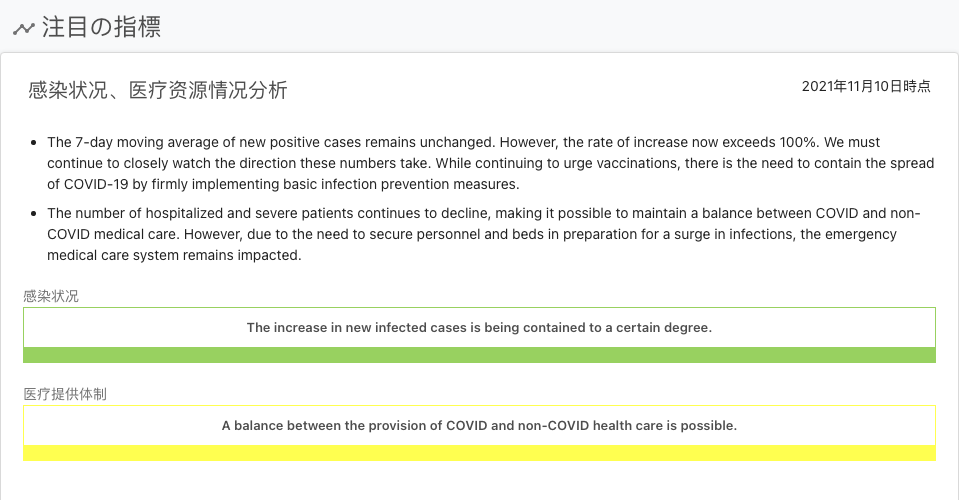 注目の指標
感染状况、医疗资源情况分析
2021年11月10日時点
• The 7-day moving average of new positive cases remains unchanged. However, the rate of increase now exceeds 100%. We must
continue to closely watch the direction these numbers take. While continuing to urge vaccinations, there is the need to contain the spread
of COVID-19 by firmly implementing basic infection prevention measures.
• The number of hospitalized and severe patients continues to decline, making it possible to maintain a balance between COVID and non-
COVID medical care. However, due to the need to secure personnel and beds in preparation for a surge in infections, the emergency
medical care system remains impacted.
感染状况
The increase in new infected cases is being contained to a certain degree.
医疗提供体制
A balance between the provision of COVID and non-COVID health care is possible.